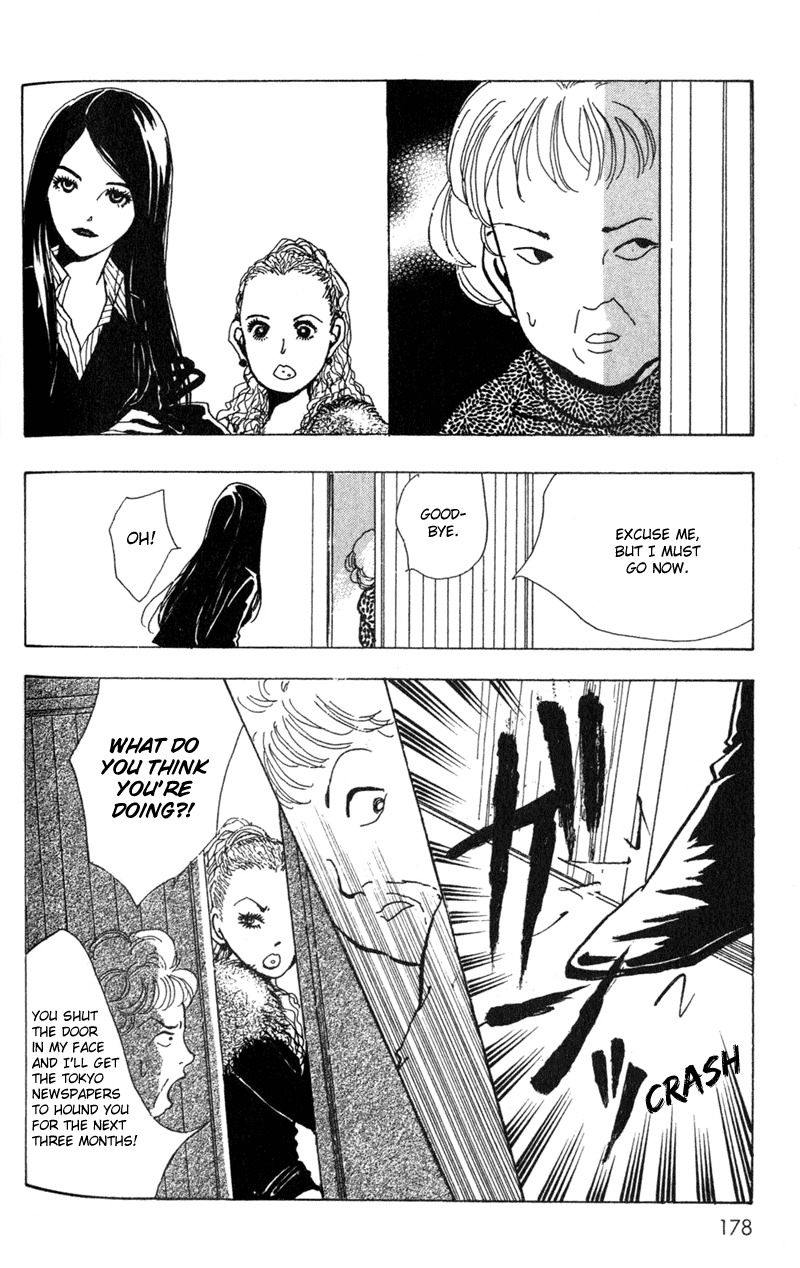 EXCUSE ME,
BUT I MUST
GO NOW.
GOOD-
BYE.
OH!
ガッ
CRASH
WHAT DO
YOU THINK
YOU'RE
DOING?!
YOU SHUT
THE DOOR
IN MY FACE
AND I'LL GET
THE TOKYO
NEWSPAPERS
TO HOUND YOU
FOR THE NEXT
THREE MONTHS!
178